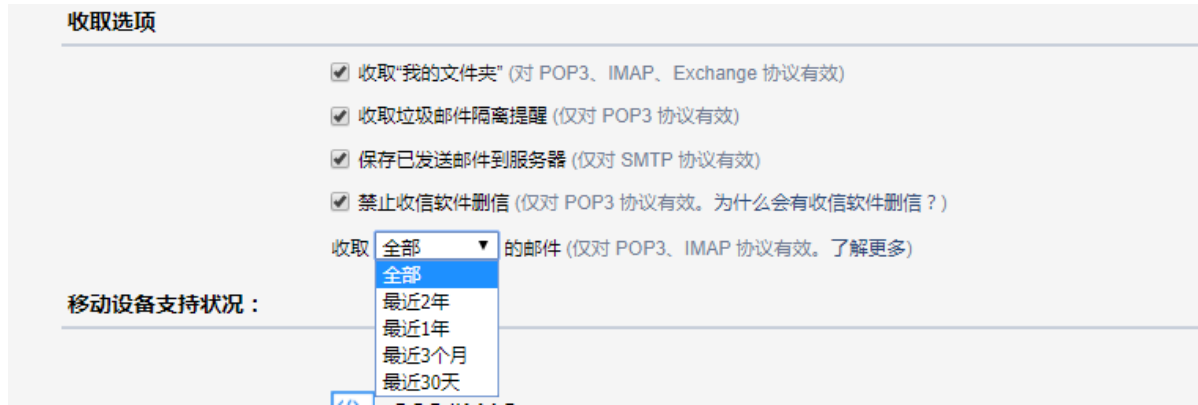 收取选项
收取“我的文件夹” (对 POP3、IMAP、Exchange 协议有效)
收取垃圾邮件隔离提醒 (仅对 POP3 协议有效)
保存已发送邮件到服务器 (仅对 SMTP 协议有效)
禁止收信软件删信 (仅对 POP3 协议有效。为什么会有收信软件删信？)
收取 全部 的邮件 (仅对 POP3、IMAP 协议有效。了解更多)
全部
最近2年
最近1年
最近3个月
最近30天
移动设备支持状况：